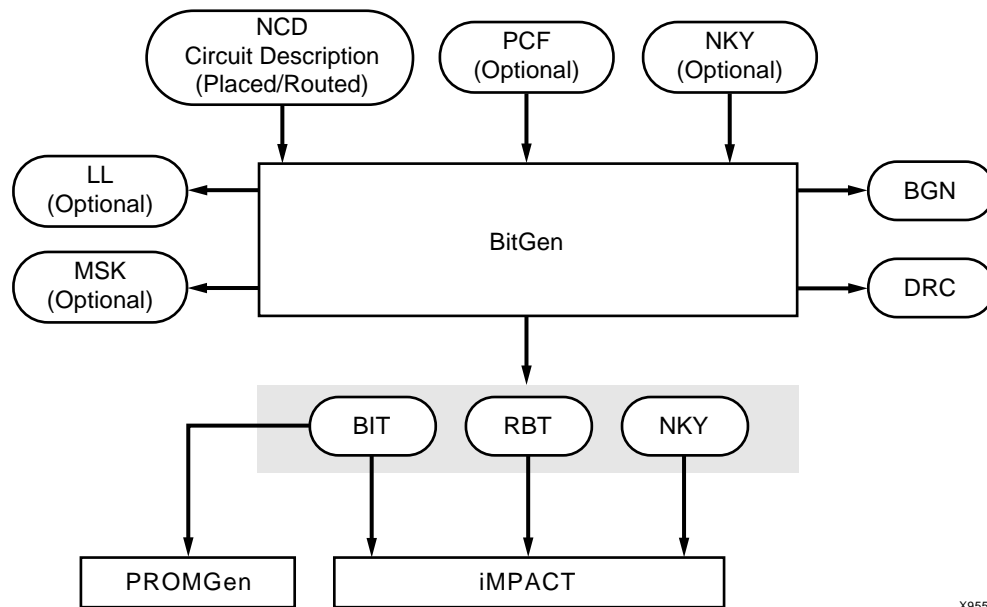 NCD
Circuit Description
(Placed/Routed)
PCF
(Optional)
NKY
(Optional)
LL
(Optional)
MSK
(Optional)
BitGen
BGN
DRC
BIT
RBT
NKY
PROMGen
iMPACT